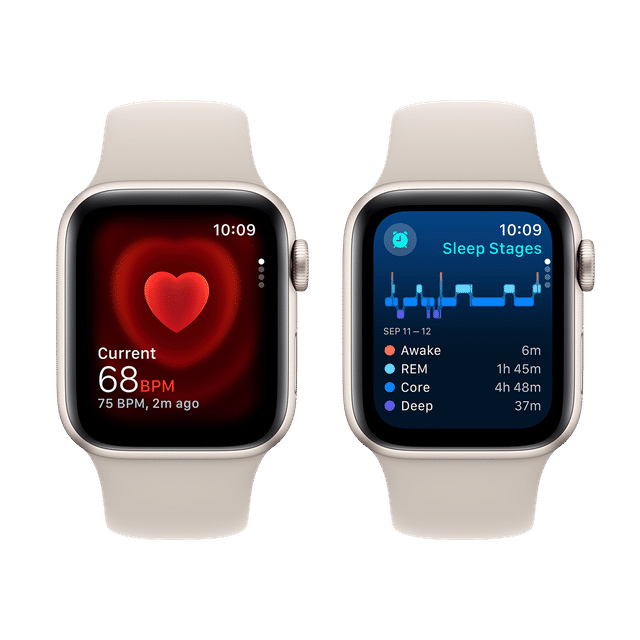 10:09
Current
68BPM
75 BPM, 2m ago
10:09
Sleep Stages
SEP 11–12
Awake 6m
REM 1h 45m
Core 4h 48m
Deep 37m